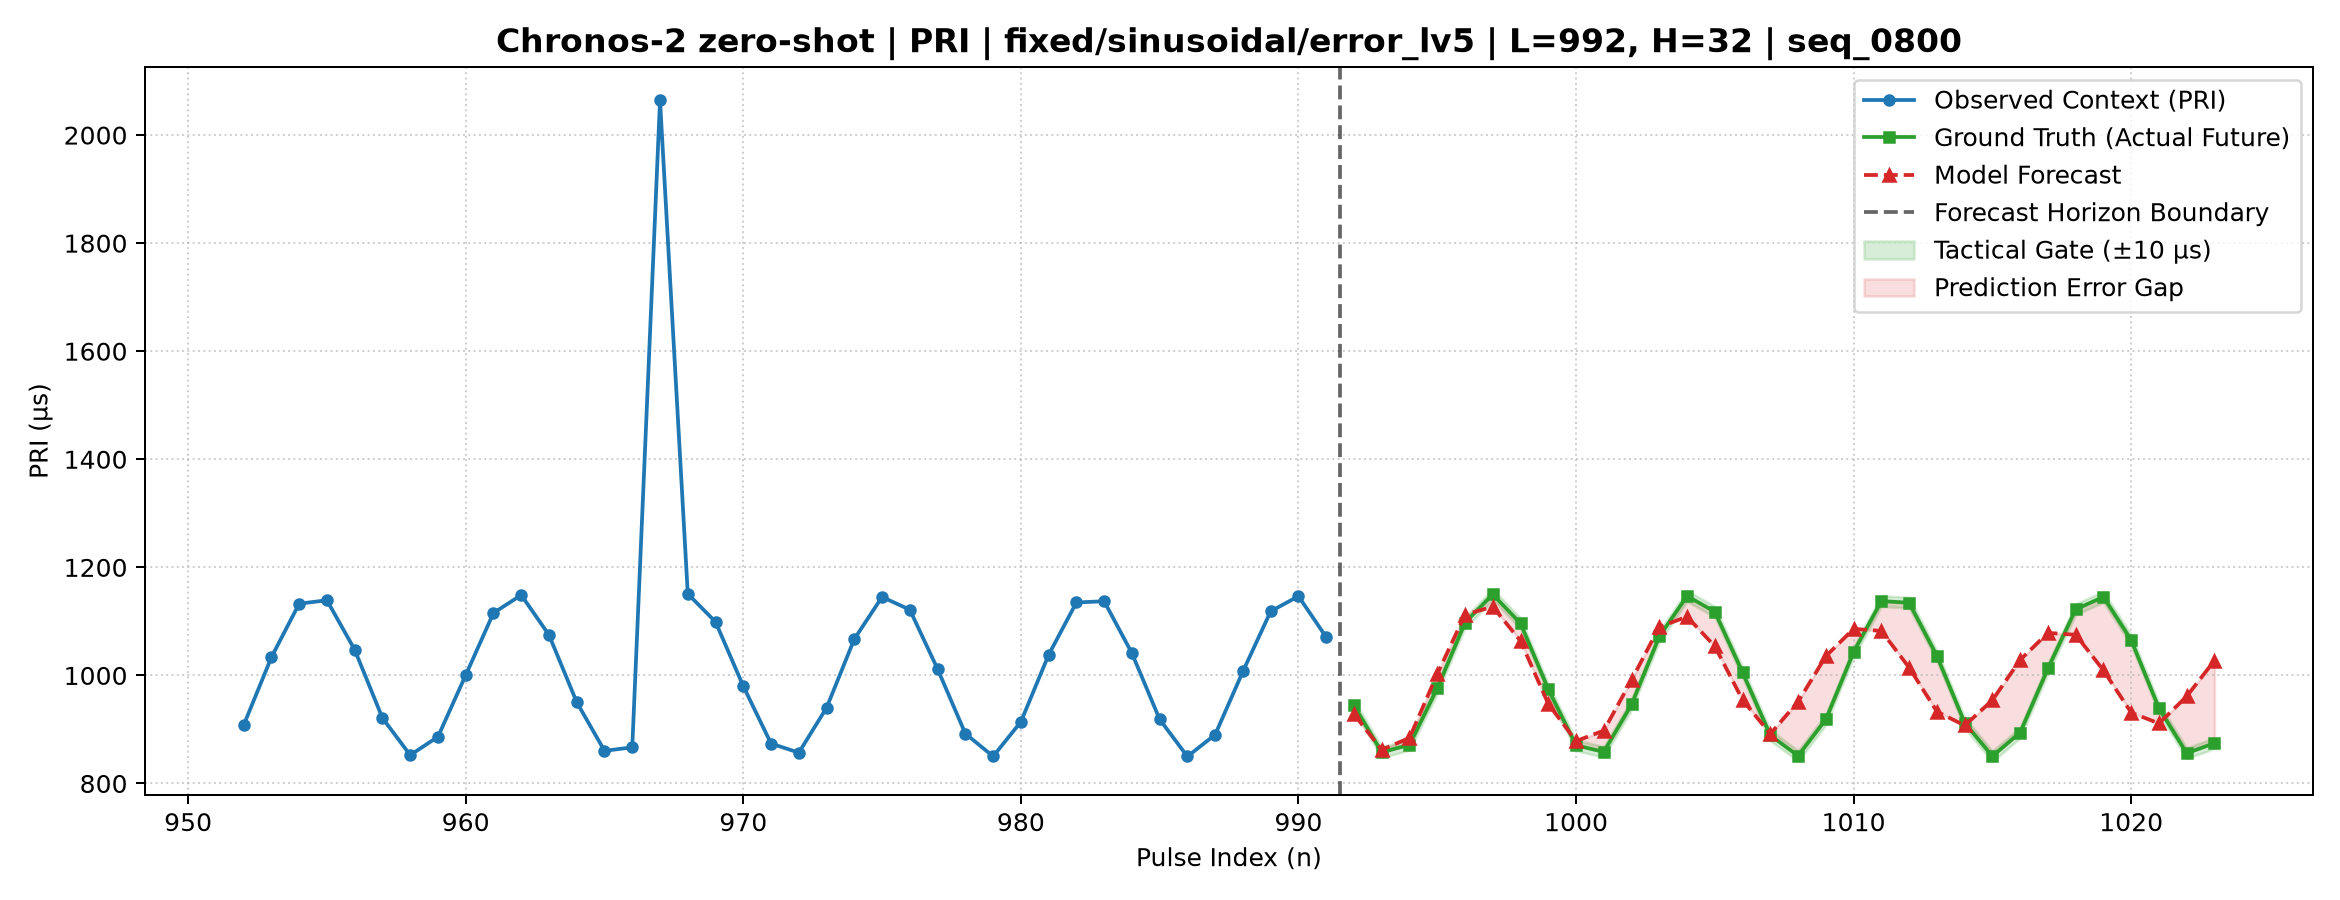 Chronos-2 zero-shot | PRI | fixed/sinusoidal/error_lv5 | L=992, H=32 | seq_0800
Observed Context (PRI)
Ground Truth (Actual Future)
Model Forecast
Forecast Horizon Boundary
Tactical Gate (±10 μs)
Prediction Error Gap
PRI (μs)
2000
1800
1600
1400
1200
1000
800
950
960
970
980
990
1000
1010
1020
Pulse Index (n)